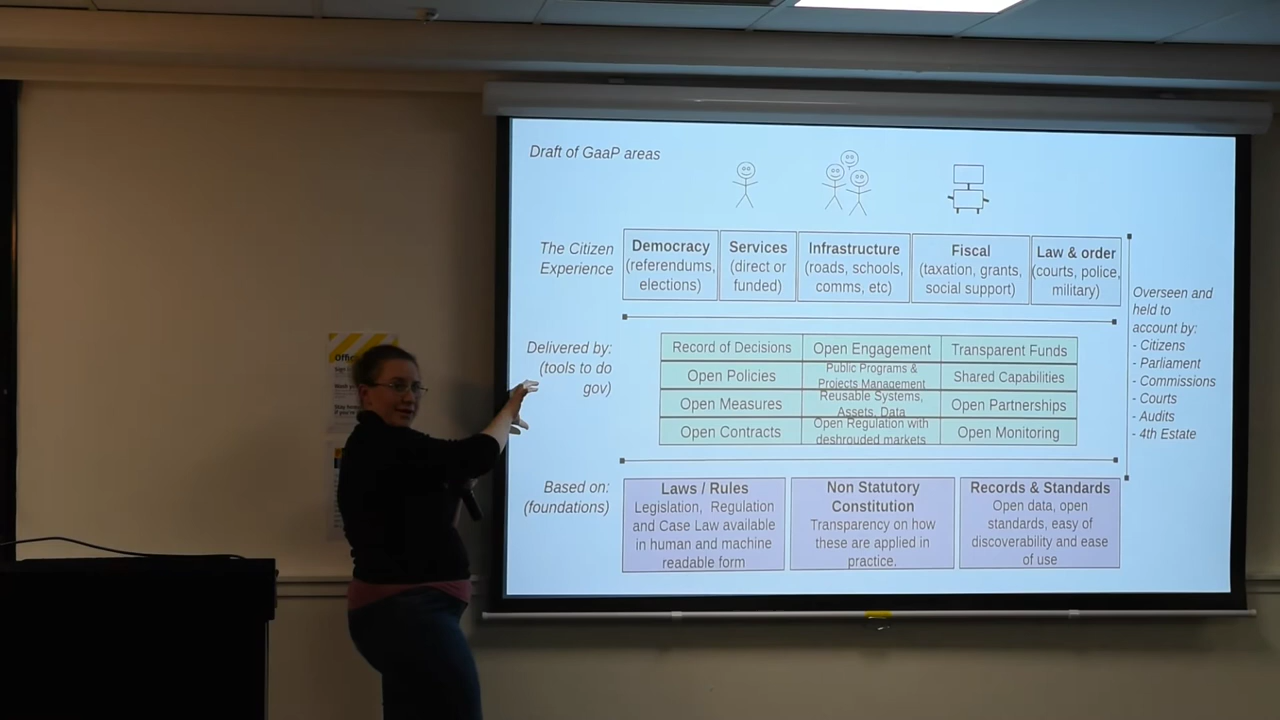 Draft of GaaP areas
The Citizen
Experience
Democracy
(referendums,
elections)
Services
(direct or
funded)
Infrastructure
(roads, schools,
comms, etc)
Fiscal
(taxation, grants,
social support)
Law & order
(courts, police,
military)
Delivered by:
(tools to do
gov)
Record of Decisions
Open Engagement
Transparent Funds
Open Policies
Public Programs &
Projects Management
Shared Capabilities
Open Measures
Reusable Systems,
Assets, Data
Open Partnerships
Open Contracts
Open Regulation with
deshrouded markets
Open Monitoring
Based on:
(foundations)
Laws / Rules
Legislation, Regulation
and Case Law available
in human and machine
readable form
Non Statutory
Constitution
Transparency on how
these are applied in
practice.
Records & Standards
Open data, open
standards, easy of
discoverability and ease
of use
Overseen and
held to
account by:
- Citizens
- Parliament
- Commissions
- Courts
- Audits
- 4th Estate